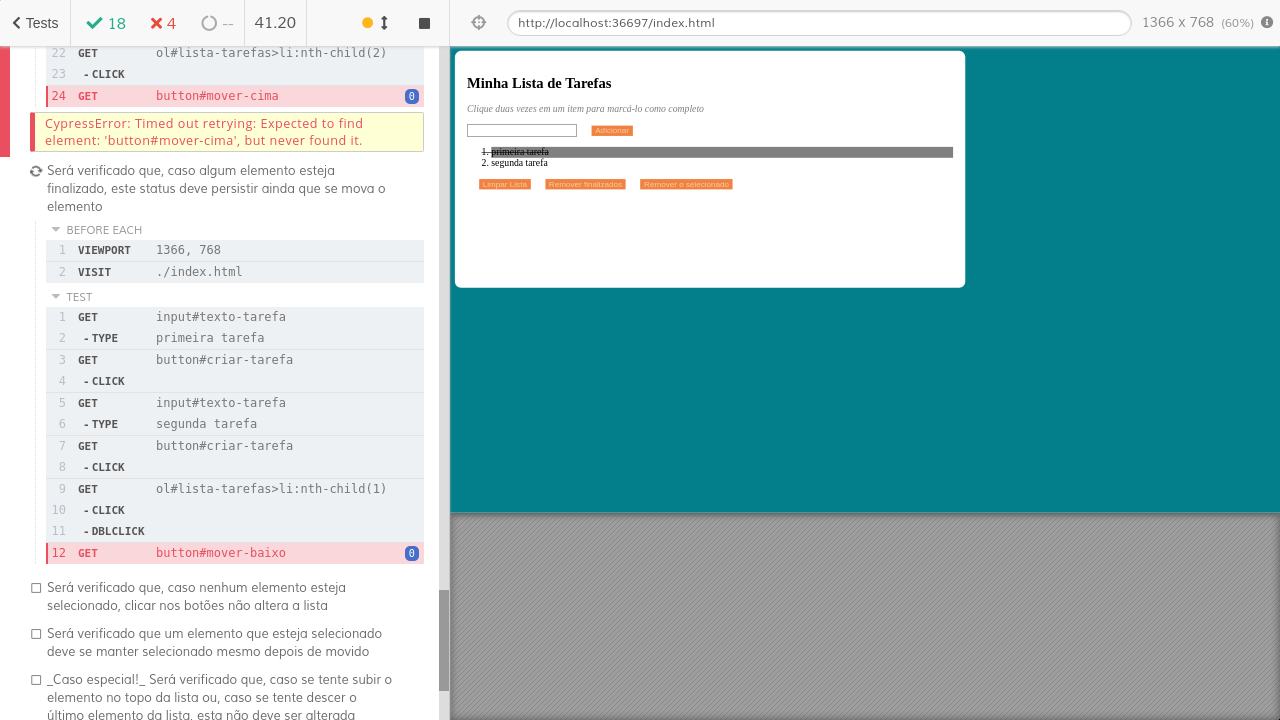 Tests 18 4 -- 41.20 http://localhost:36697/index.html 1366 x 768 (60%)
22 GET ol#lista-tarefas>li:nth-child(2)
23 - CLICK
24 GET button#mover-cima 0
CypressError: Timed out retrying: Expected to find
element: 'button#mover-cima', but never found it.
Será verificado que, caso algum elemento esteja
finalizado, este status deve persistir ainda que se mova o
elemento
BEFORE EACH
1 VIEWPORT 1366, 768
2 VISIT ./index.html
TEST
1 GET input#texto-tarefa
2 - TYPE primeira tarefa
3 GET button#criar-tarefa
4 - CLICK
5 GET input#texto-tarefa
6 - TYPE segunda tarefa
7 GET button#criar-tarefa
8 - CLICK
9 GET ol#lista-tarefas>li:nth-child(1)
10 - CLICK
11 - DBLCLICK
12 GET button#mover-baixo 0
Será verificado que, caso nenhum elemento esteja
selecionado, clicar nos botões não altera a lista
Será verificado que um elemento que esteja selecionado
deve se manter selecionado mesmo depois de movido
_Caso especial!_ Será verificado que, caso se tente subir o
elemento no topo da lista ou, caso se tente descer o
último elemento da lista, esta não deve ser alterada
Minha Lista de Tarefas
Clique duas vezes em um item para marcá-lo como completo
Adicionar
1. primeira tarefa
2. segunda tarefa
Limpar Lista Remover finalizados Remover o selecionado